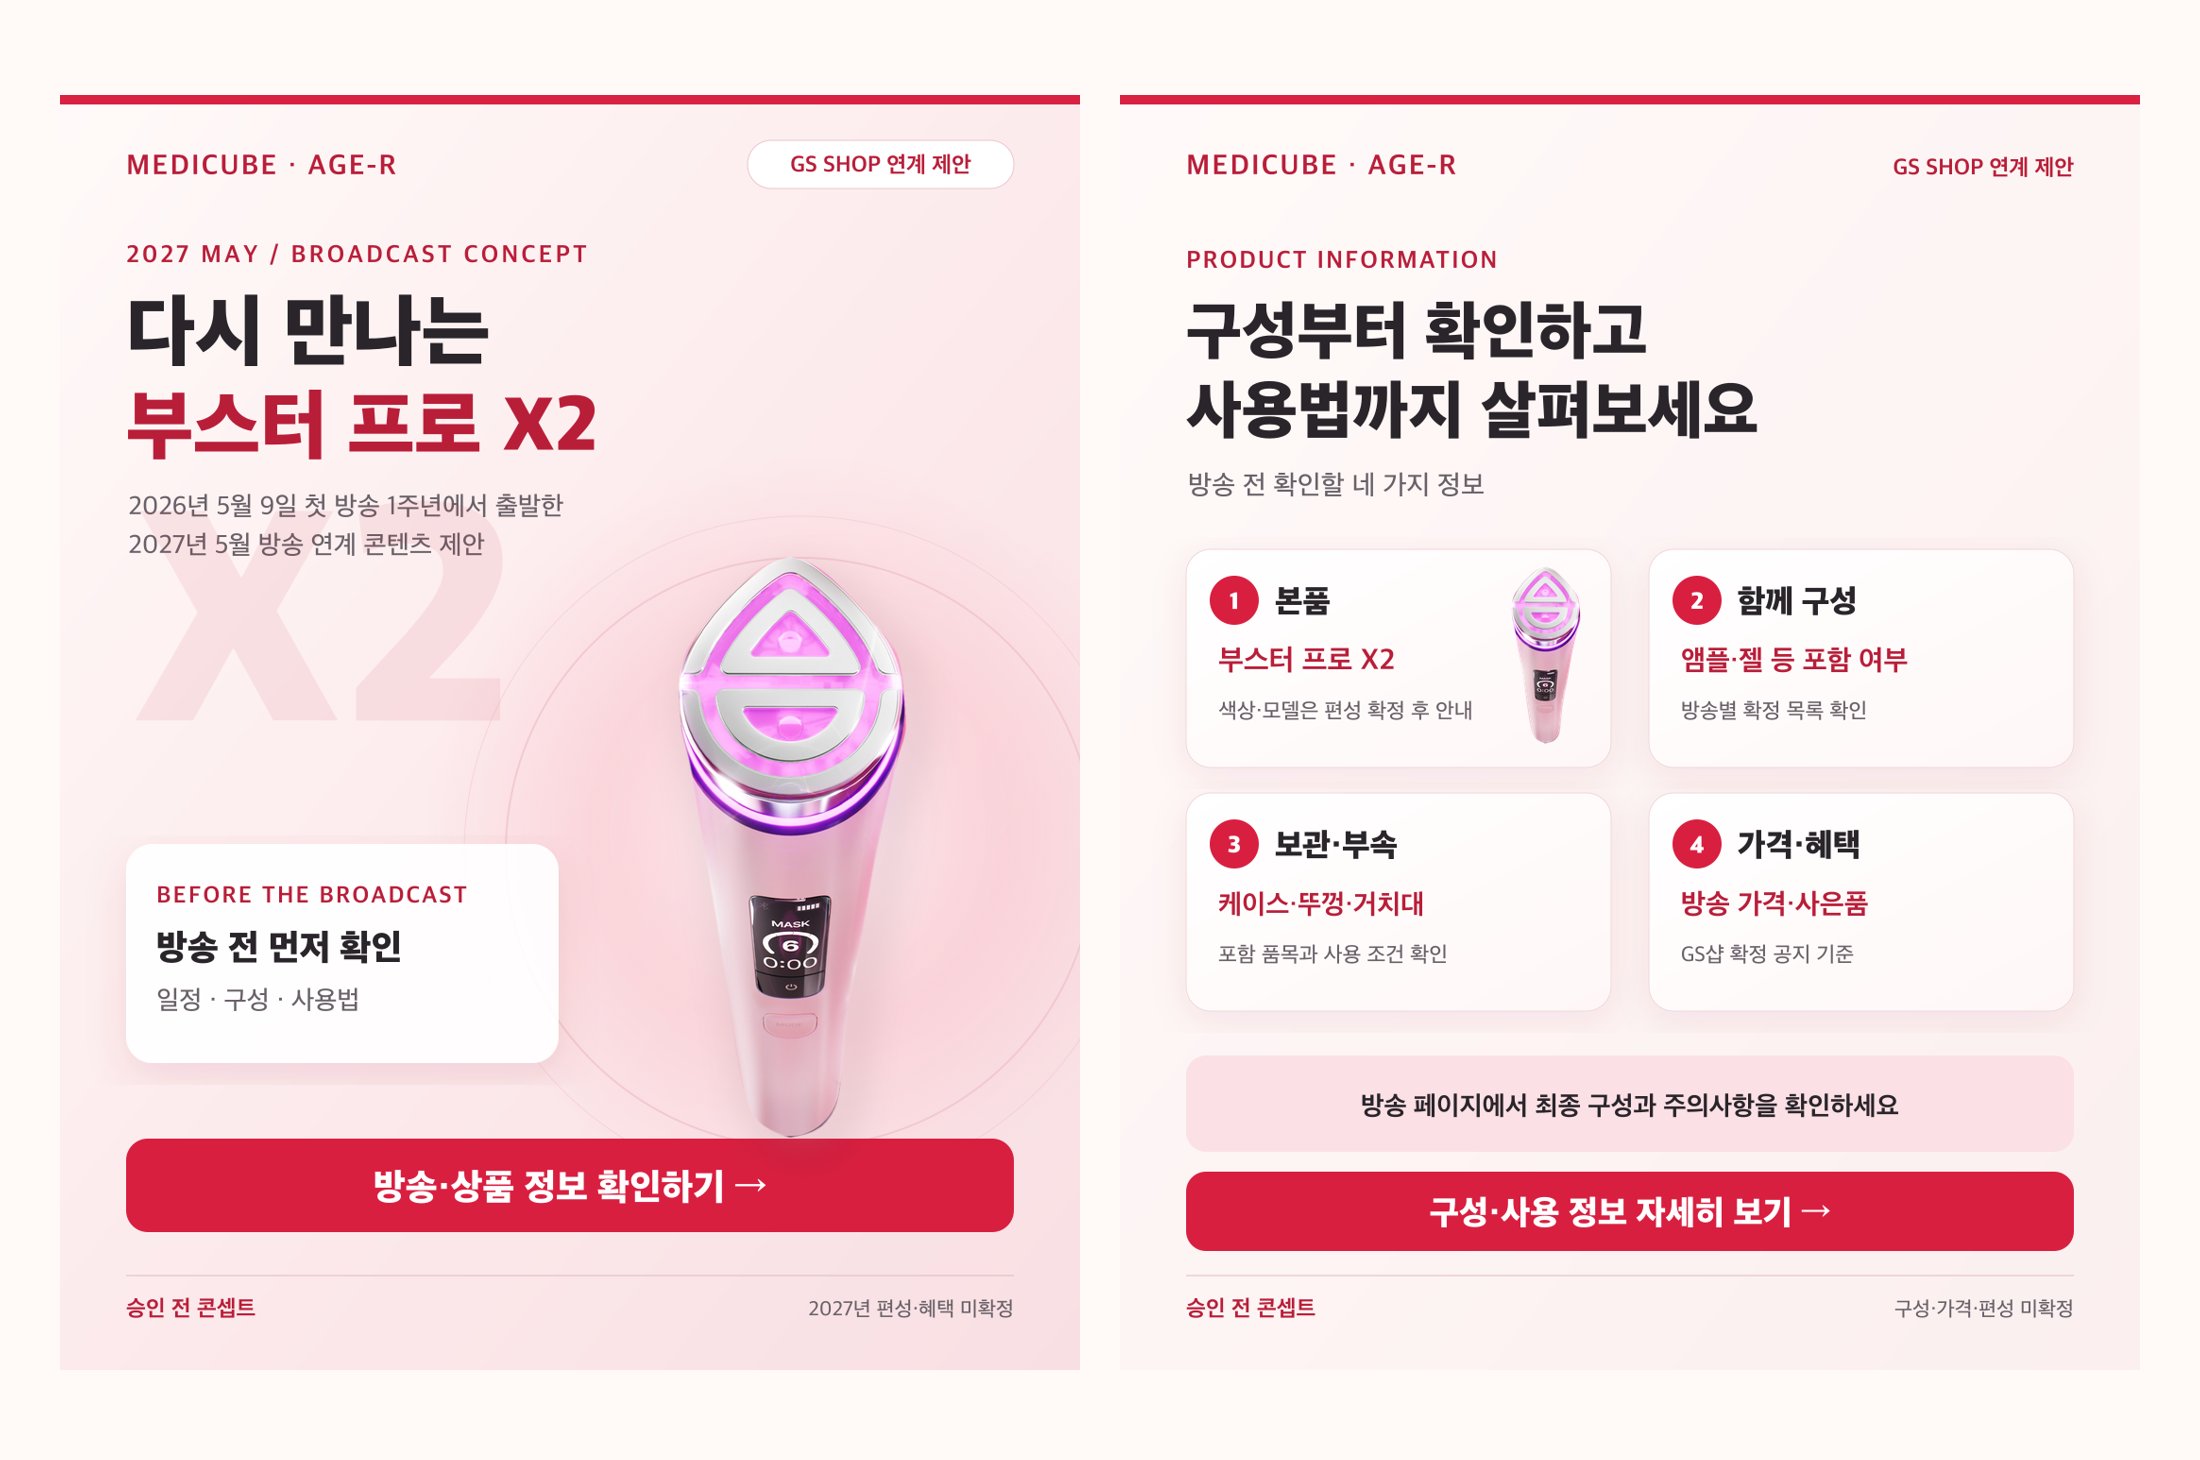 MEDICUBE · AGE-R
GS SHOP 연계 제안
2027 MAY / BROADCAST CONCEPT
다시 만나는
부스터 프로 X2
2026년 5월 9일 첫 방송 1주년에서 출발한
2027년 5월 방송 연계 콘텐츠 제안
X2
MASK
6
0:00
BEFORE THE BROADCAST
방송 전 먼저 확인
일정 · 구성 · 사용법
방송·상품 정보 확인하기 →
승인 전 콘셉트
2027년 편성·혜택 미확정
MEDICUBE · AGE-R
GS SHOP 연계 제안
PRODUCT INFORMATION
구성부터 확인하고
사용법까지 살펴보세요
방송 전 확인할 네 가지 정보
1 본품
부스터 프로 X2
색상·모델은 편성 확정 후 안내
MASK
6
0:00
2 함께 구성
앰플·젤 등 포함 여부
방송별 확정 목록 확인
3 보관·부속
케이스·뚜껑·거치대
포함 품목과 사용 조건 확인
4 가격·혜택
방송 가격·사은품
GS샵 확정 공지 기준
방송 페이지에서 최종 구성과 주의사항을 확인하세요
구성·사용 정보 자세히 보기 →
승인 전 콘셉트
구성·가격·편성 미확정